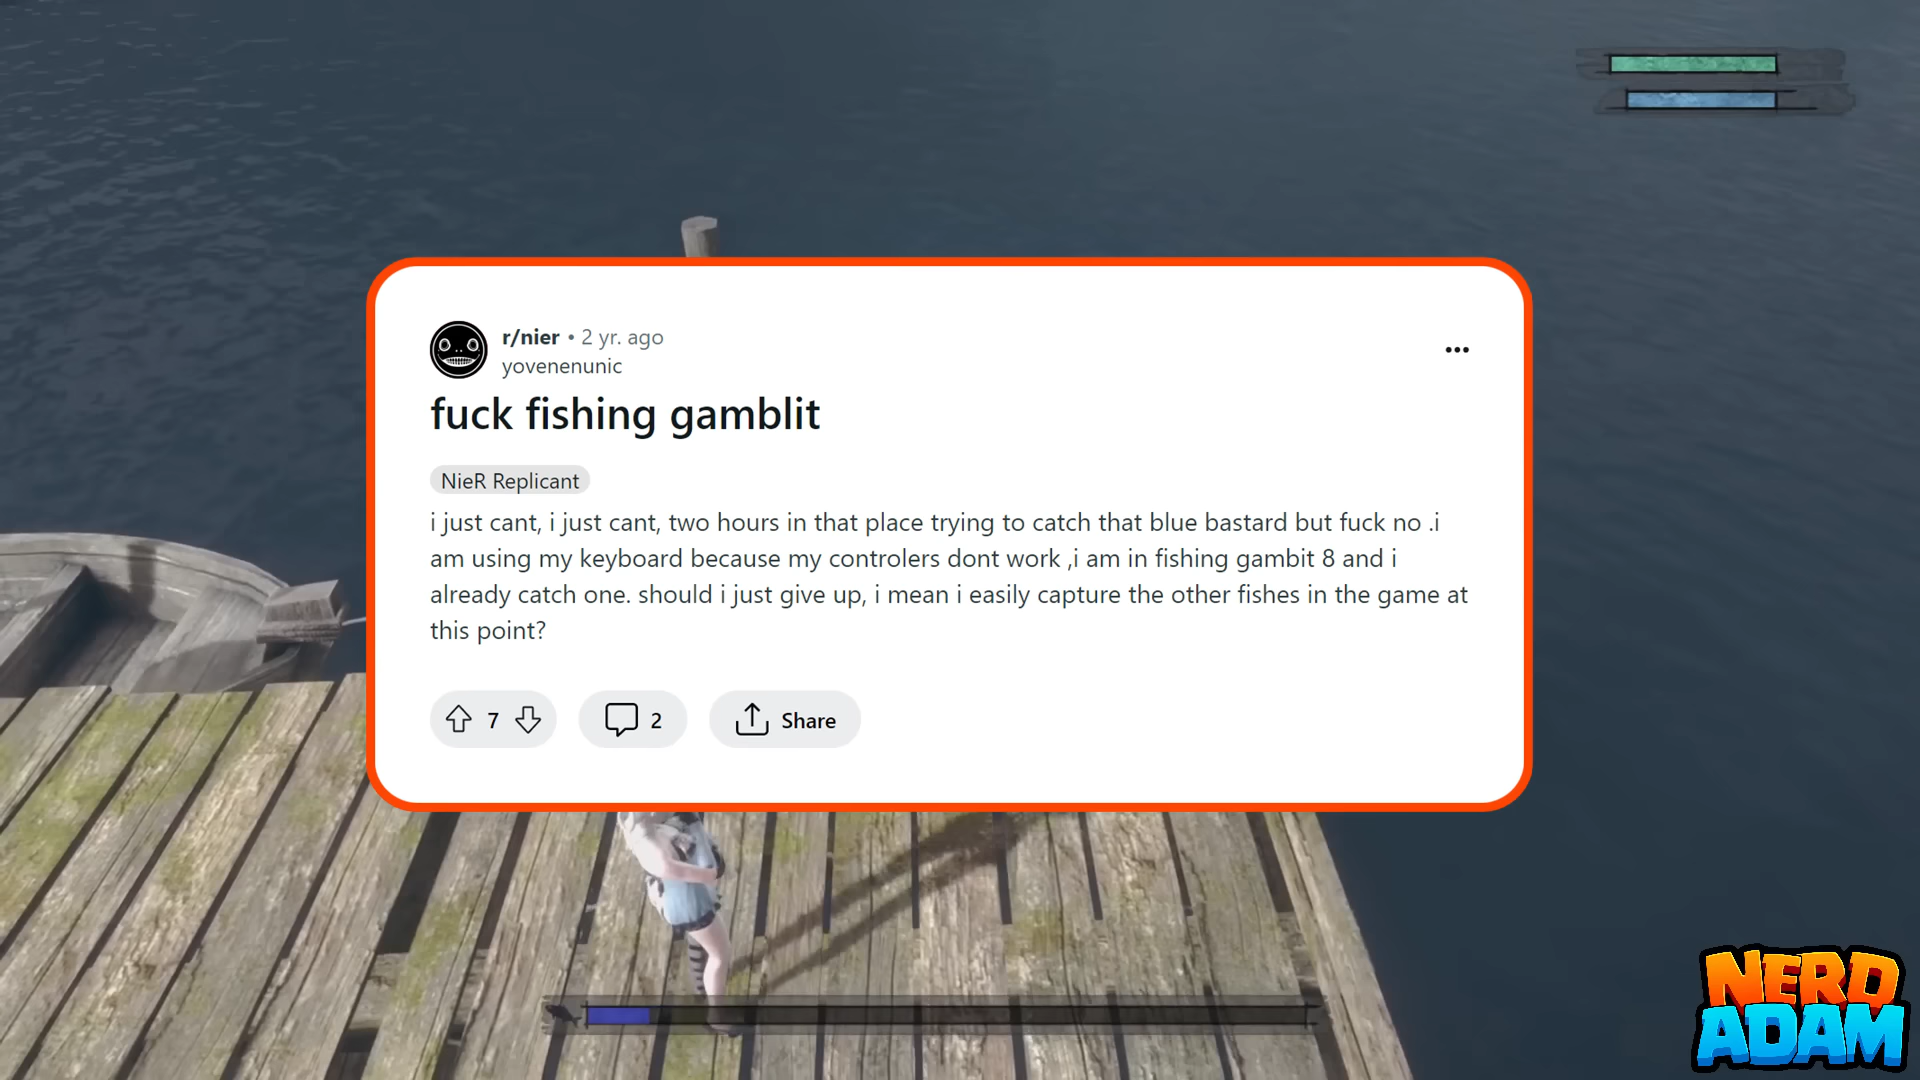 r/nier • 2 yr. ago
yovenenunic
fuck fishing gamblit
NieR Replicant
i just cant, i just cant, two hours in that place trying to catch that blue bastard but fuck no .i
am using my keyboard because my controlers dont work ,i am in fishing gambit 8 and i
already catch one. should i just give up, i mean i easily capture the other fishes in the game at
this point?
7
2
Share
NERD
ADAM